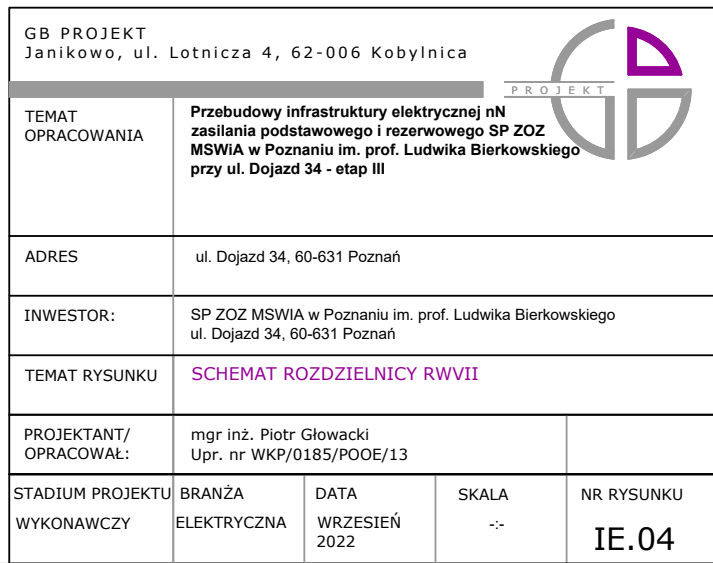 GB PROJEKT
Janikowo, ul. Lotnicza 4, 62-006 Kobylnica
PROJEKT
TEMAT
OPRACOWANIA
Przebudowy infrastruktury elektrycznej nN
zasilania podstawowego i rezerwowego SP ZOZ
MSWiA w Poznaniu im. prof. Ludwika Bierkowskiego
przy ul. Dojazd 34 - etap III
ADRES
ul. Dojazd 34, 60-631 Poznań
INWESTOR:
SP ZOZ MSWIA w Poznaniu im. prof. Ludwika Bierkowskiego
ul. Dojazd 34, 60-631 Poznań
TEMAT RYSUNKU
SCHEMAT ROZDZIELNICY RWVII
PROJEKTANT/
OPRACOWAŁ:
mgr inż. Piotr Głowacki
Upr. nr WKP/0185/POOE/13
STADIUM PROJEKTU
WYKONAWCZY
BRANŻA
ELEKTRYCZNA
DATA
WRZESIEŃ
2022
SKALA
-:-
NR RYSUNKU
IE.04